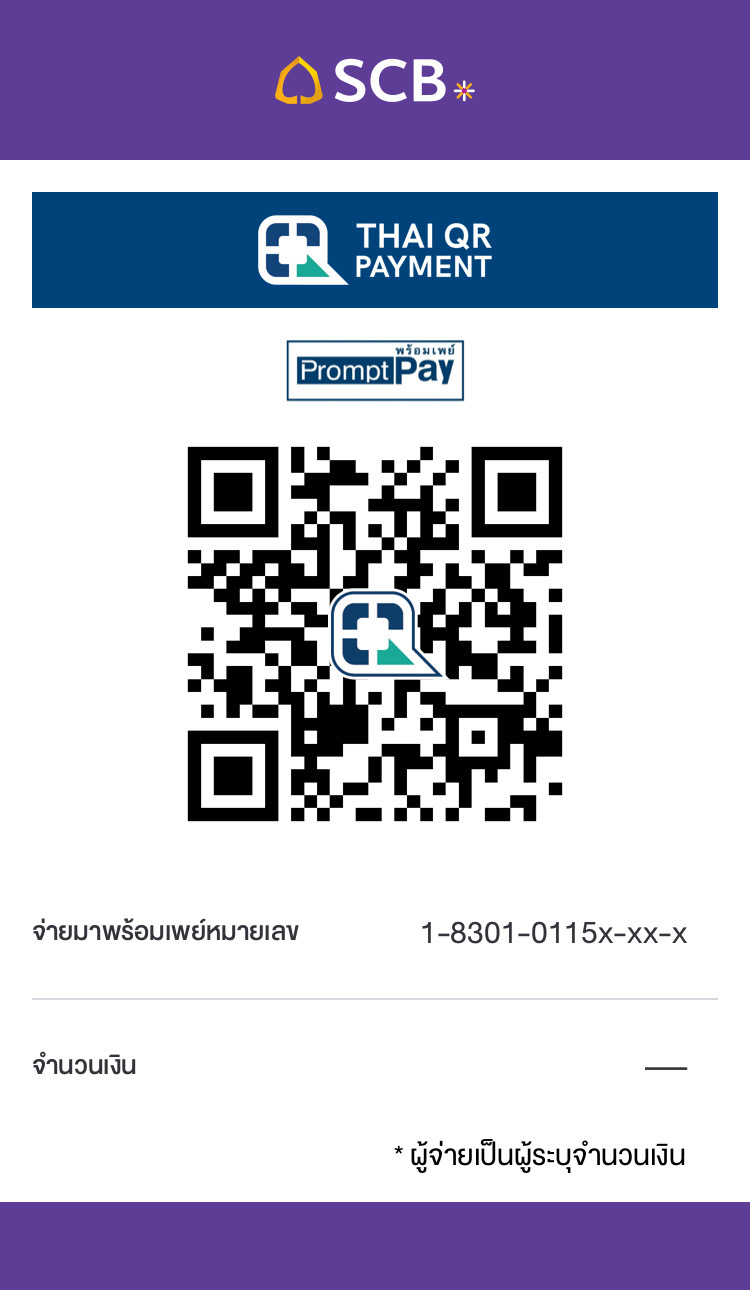 SCB
THAI QR
PAYMENT
พร้อมเพย์
PromptPay
จ่ายมาพร้อมเพย์หมายเลข 1-8301-0115x-xx-x
จำนวนเงิน —
* ผู้จ่ายเป็นผู้ระบุจำนวนเงิน